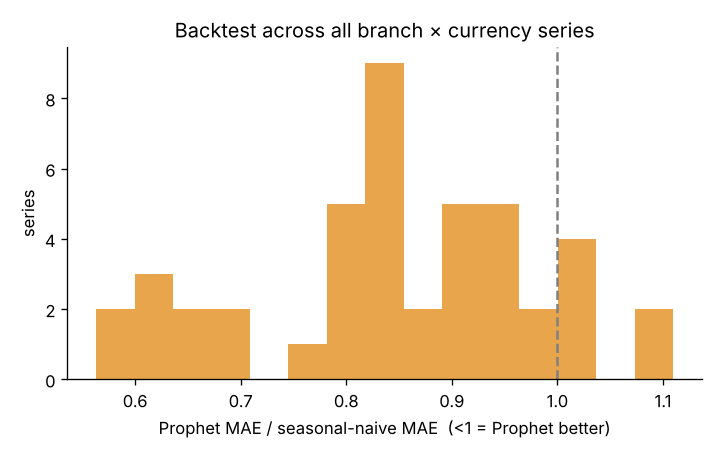 Backtest across all branch × currency series
series
8
6
4
2
0
0.6 0.7 0.8 0.9 1.0 1.1
Prophet MAE / seasonal-naive MAE (<1 = Prophet better)